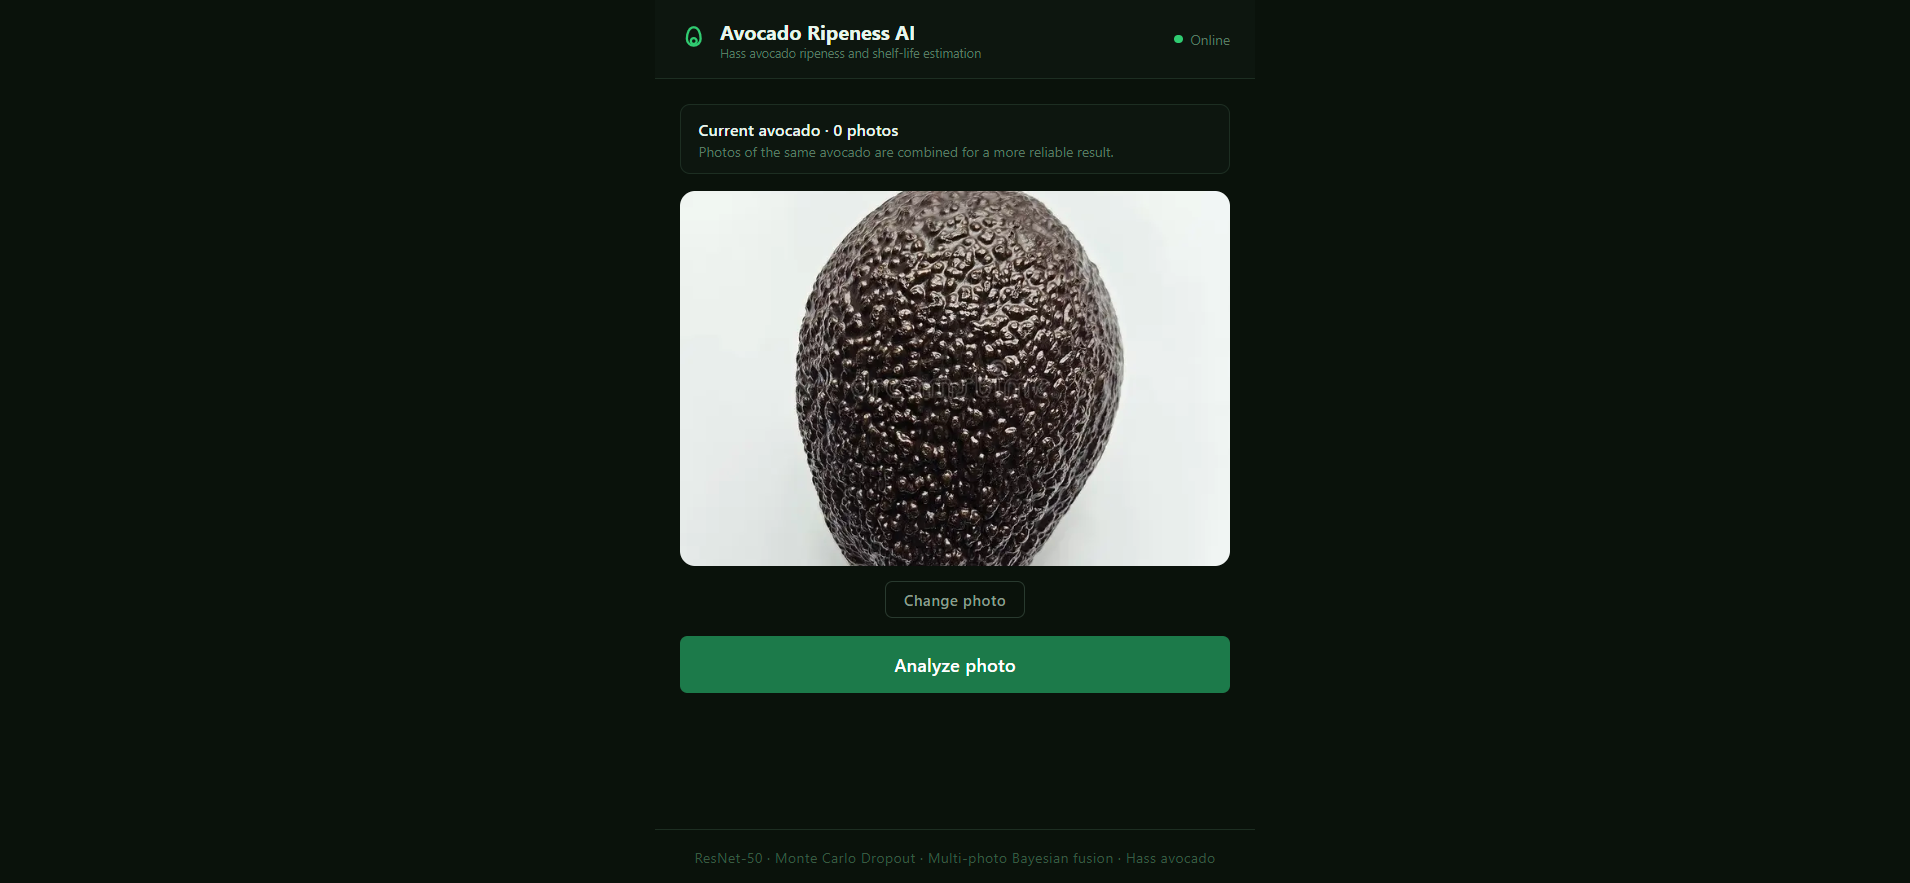 Avocado Ripeness AI
Hass avocado ripeness and shelf-life estimation
Online
Current avocado · 0 photos
Photos of the same avocado are combined for a more reliable result.
dreamstime
Change photo
Analyze photo
ResNet-50 · Monte Carlo Dropout · Multi-photo Bayesian fusion · Hass avocado